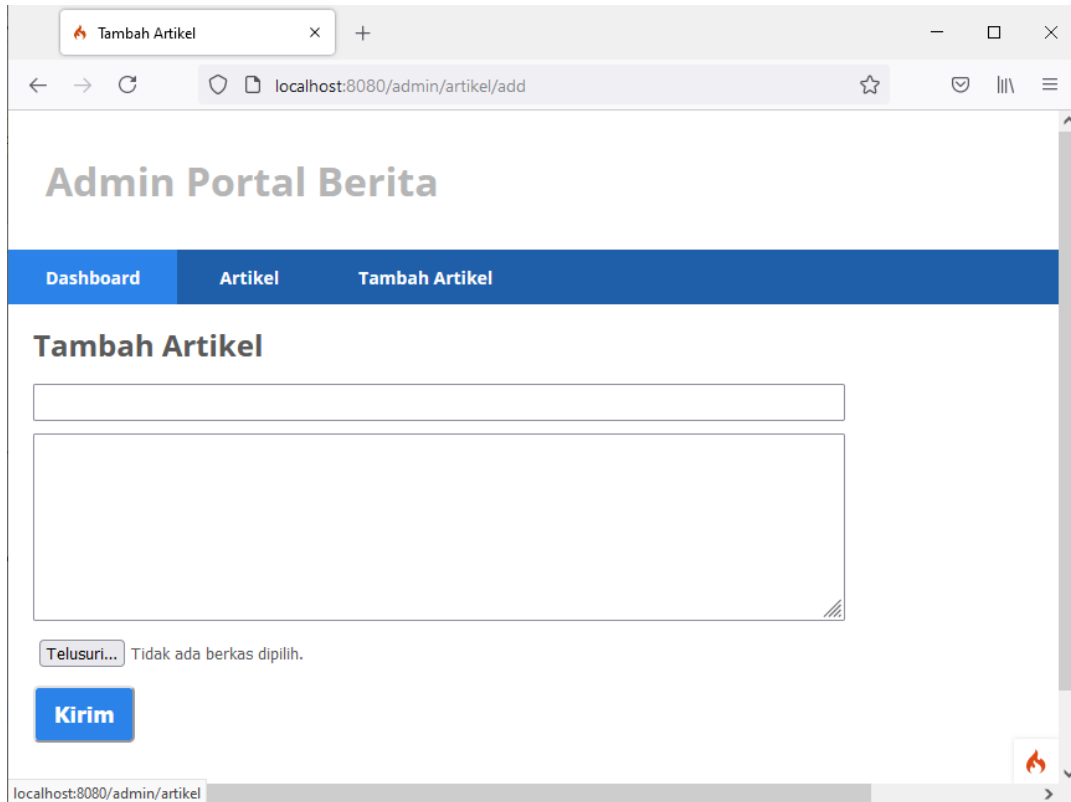 Tambah Artikel
localhost:8080/admin/artikel/add
Admin Portal Berita
Dashboard Artikel Tambah Artikel
Tambah Artikel
Telusuri... Tidak ada berkas dipilih.
Kirim
localhost:8080/admin/artikel